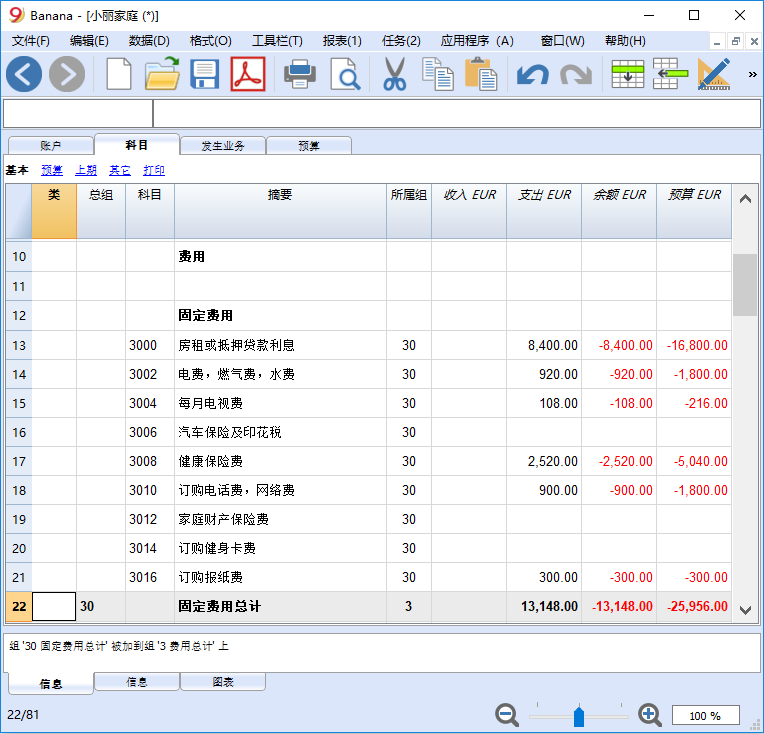 Banana - [小丽家庭 (*)]
文件(F) 编辑(E) 数据(D) 格式(O) 工具栏(T) 报表(1) 任务(2) 应用程序 (A) 窗口(W) 帮助(H)
»
账户 科目 发生业务 预算
基本 预算 上期 其它 打印
类 总组 科目 摘要 所属组 收入 EUR 支出 EUR 余额 EUR 预算 EUR
10 费用
11
12 固定费用
13 3000 房租或抵押贷款利息 30 8,400.00 -8,400.00 -16,800.00
14 3002 电费，燃气费，水费 30 920.00 -920.00 -1,800.00
15 3004 每月电视费 30 108.00 -108.00 -216.00
16 3006 汽车保险及印花税 30
17 3008 健康保险费 30 2,520.00 -2,520.00 -5,040.00
18 3010 订购电话费，网络费 30 900.00 -900.00 -1,800.00
19 3012 家庭财产保险费 30
20 3014 订购健身卡费 30
21 3016 订购报纸费 30 300.00 -300.00 -300.00
22 30 固定费用总计 3 13,148.00 -13,148.00 -25,956.00
组 '30 固定费用总计' 被加到组 '3 费用总计' 上
信息 信息 图表
22/81 100 %